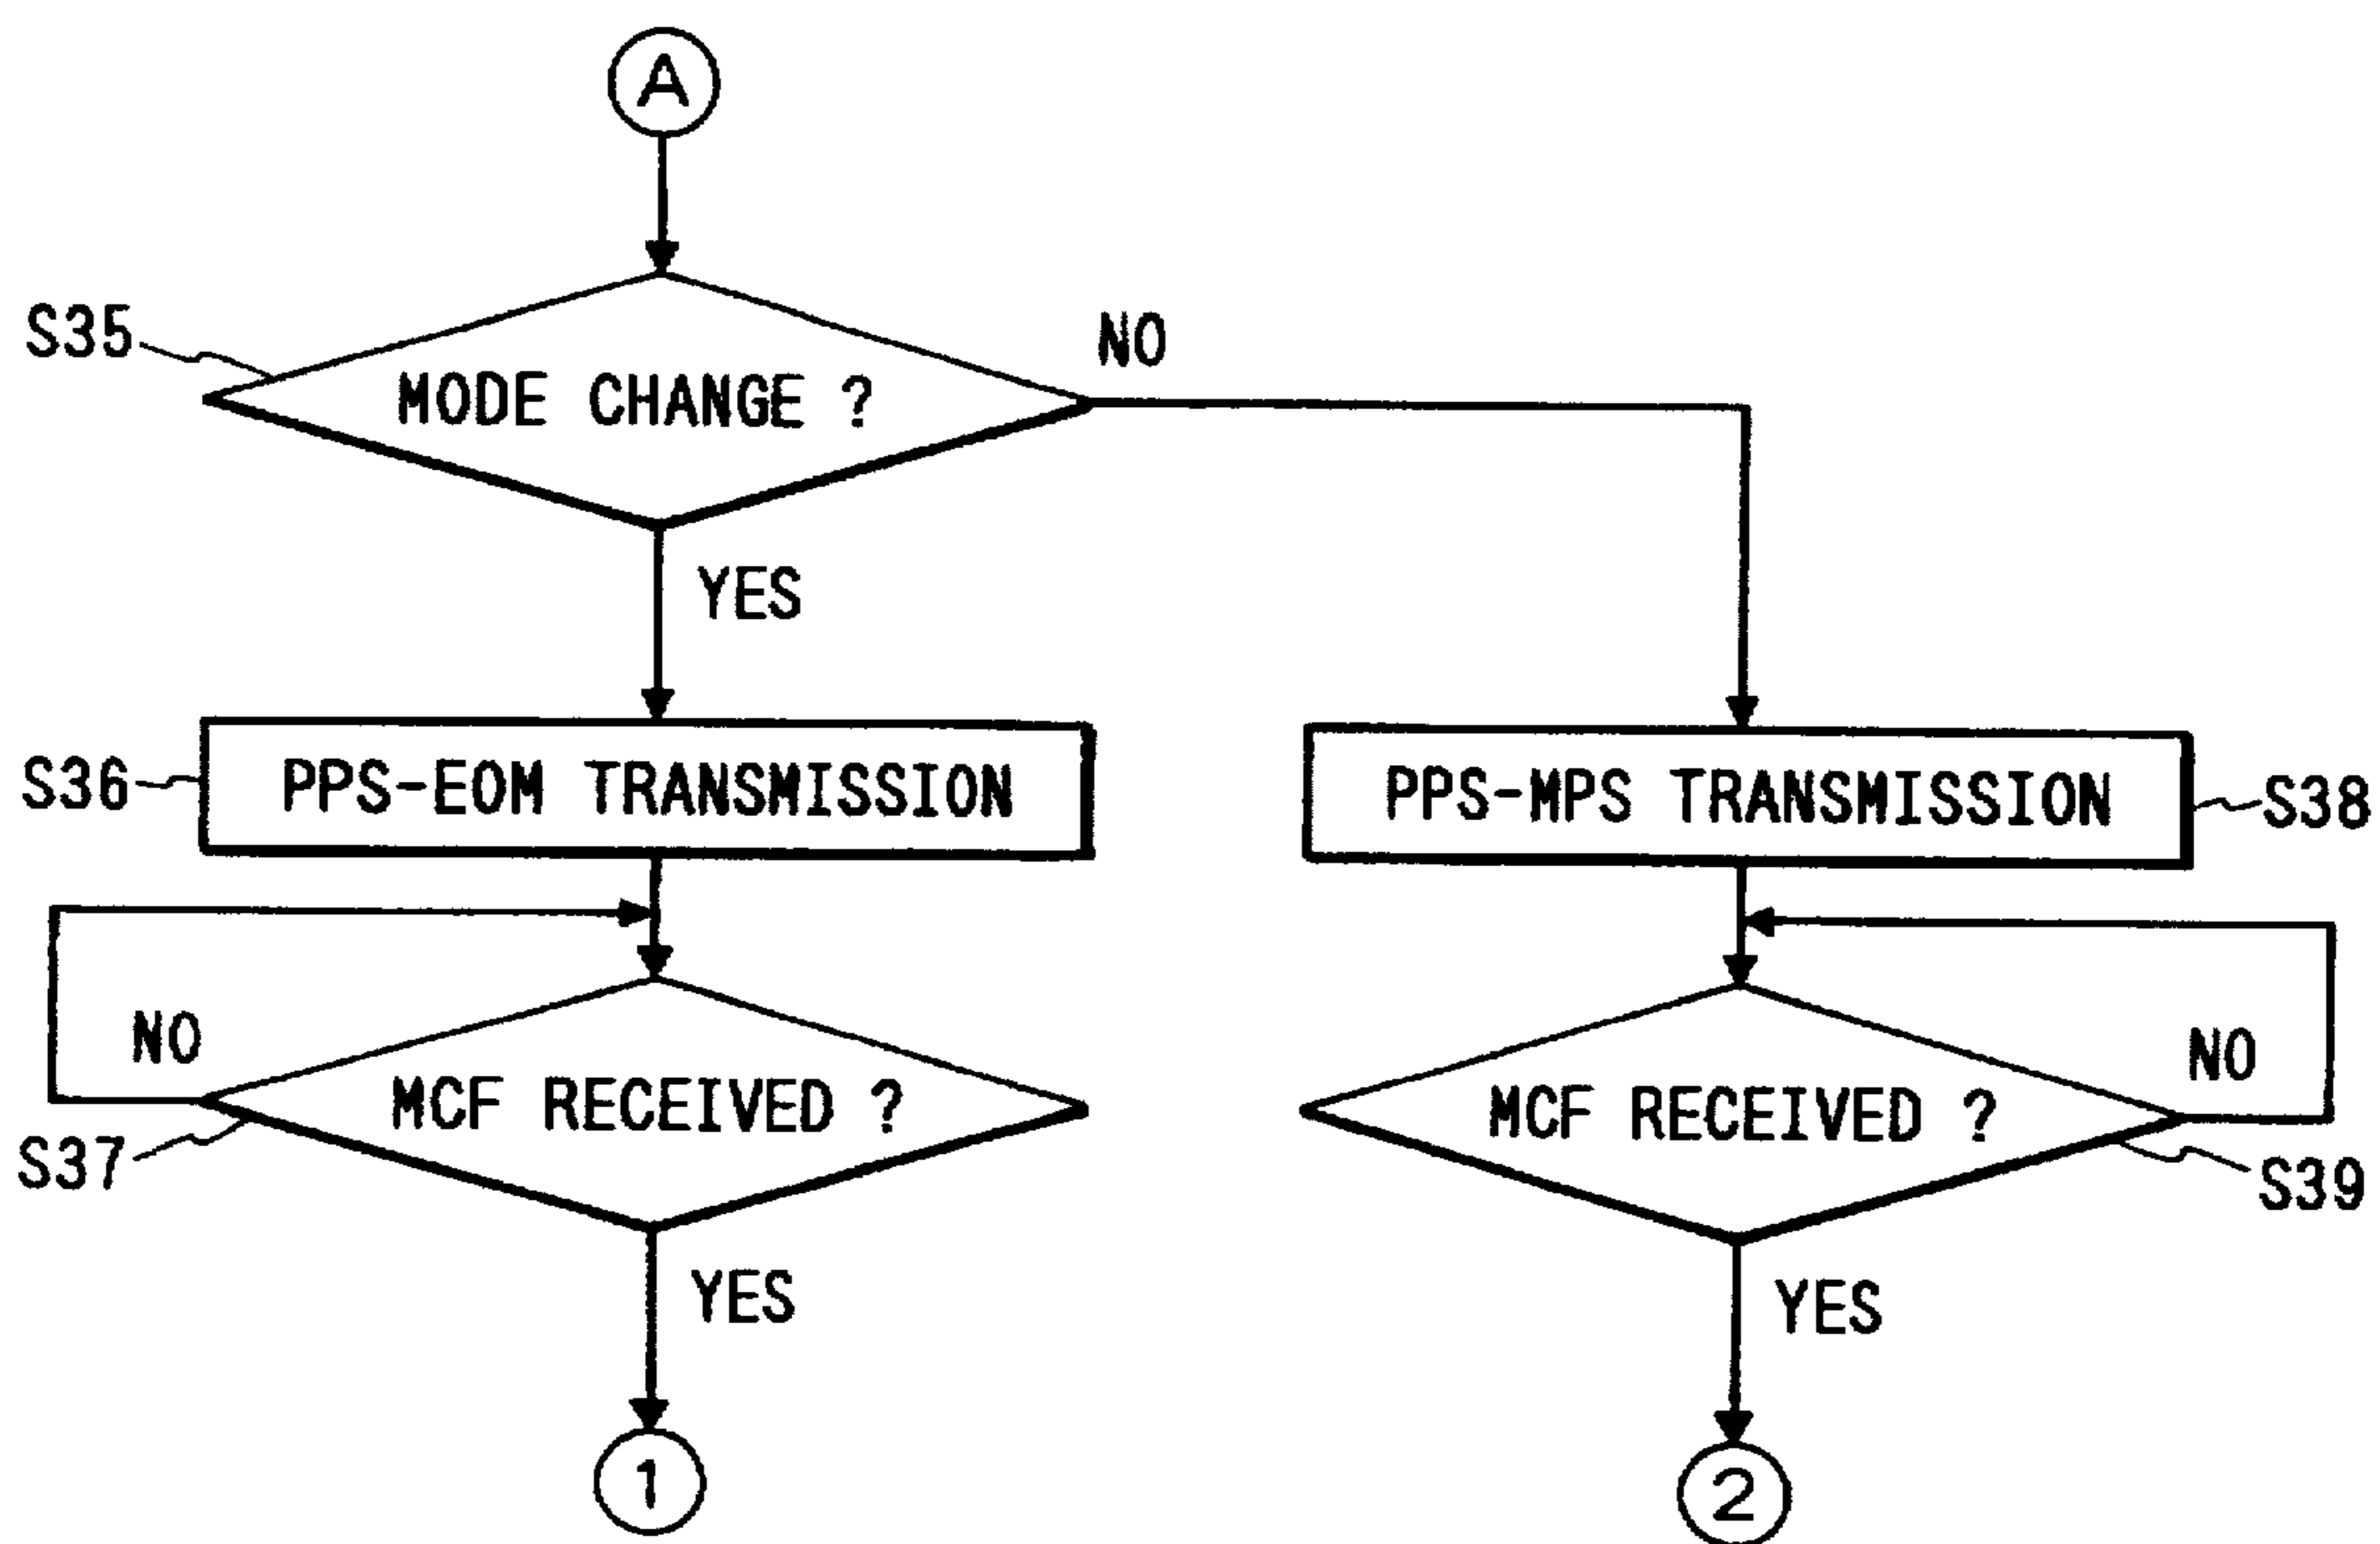 A
S35
MODE CHANGE ?
NO
YES
S36
PPS-EOM TRANSMISSION
PPS-MPS TRANSMISSION
S38
NO
MCF RECEIVED ?
S37
NO
MCF RECEIVED ?
S39
YES
YES
1
2